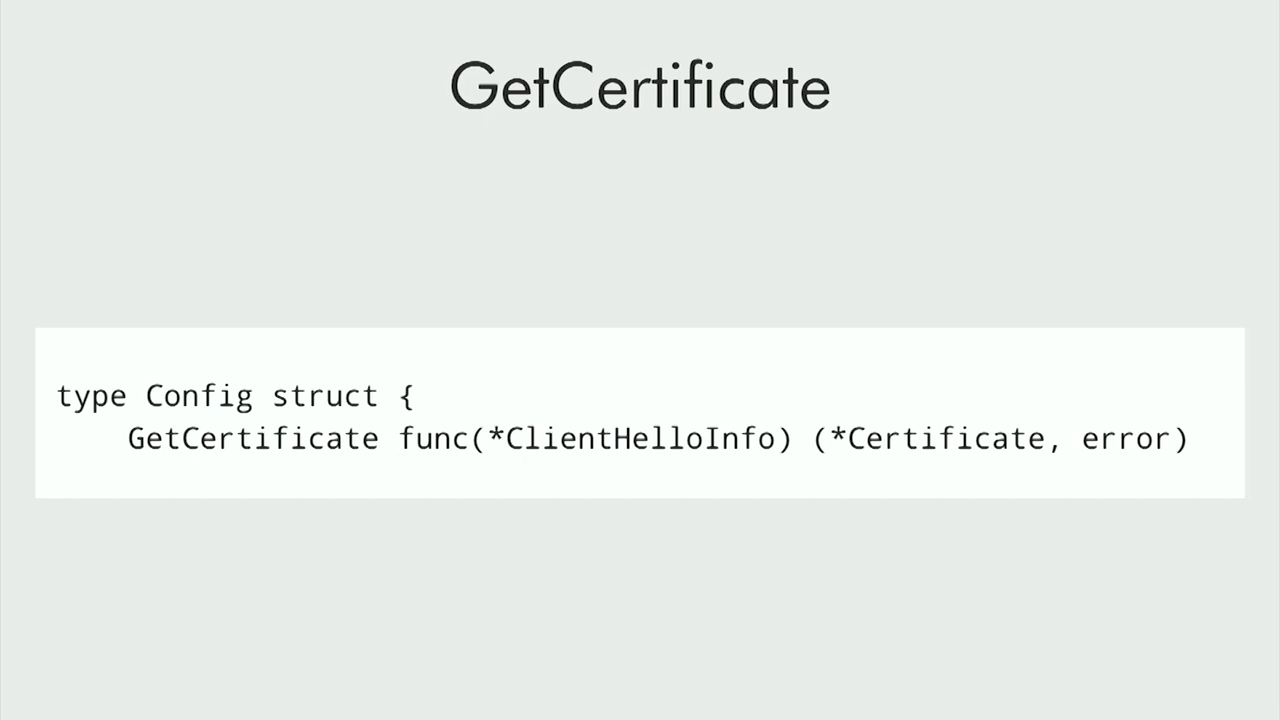 GetCertificate
type Config struct {
    GetCertificate func(*ClientHelloInfo) (*Certificate, error)